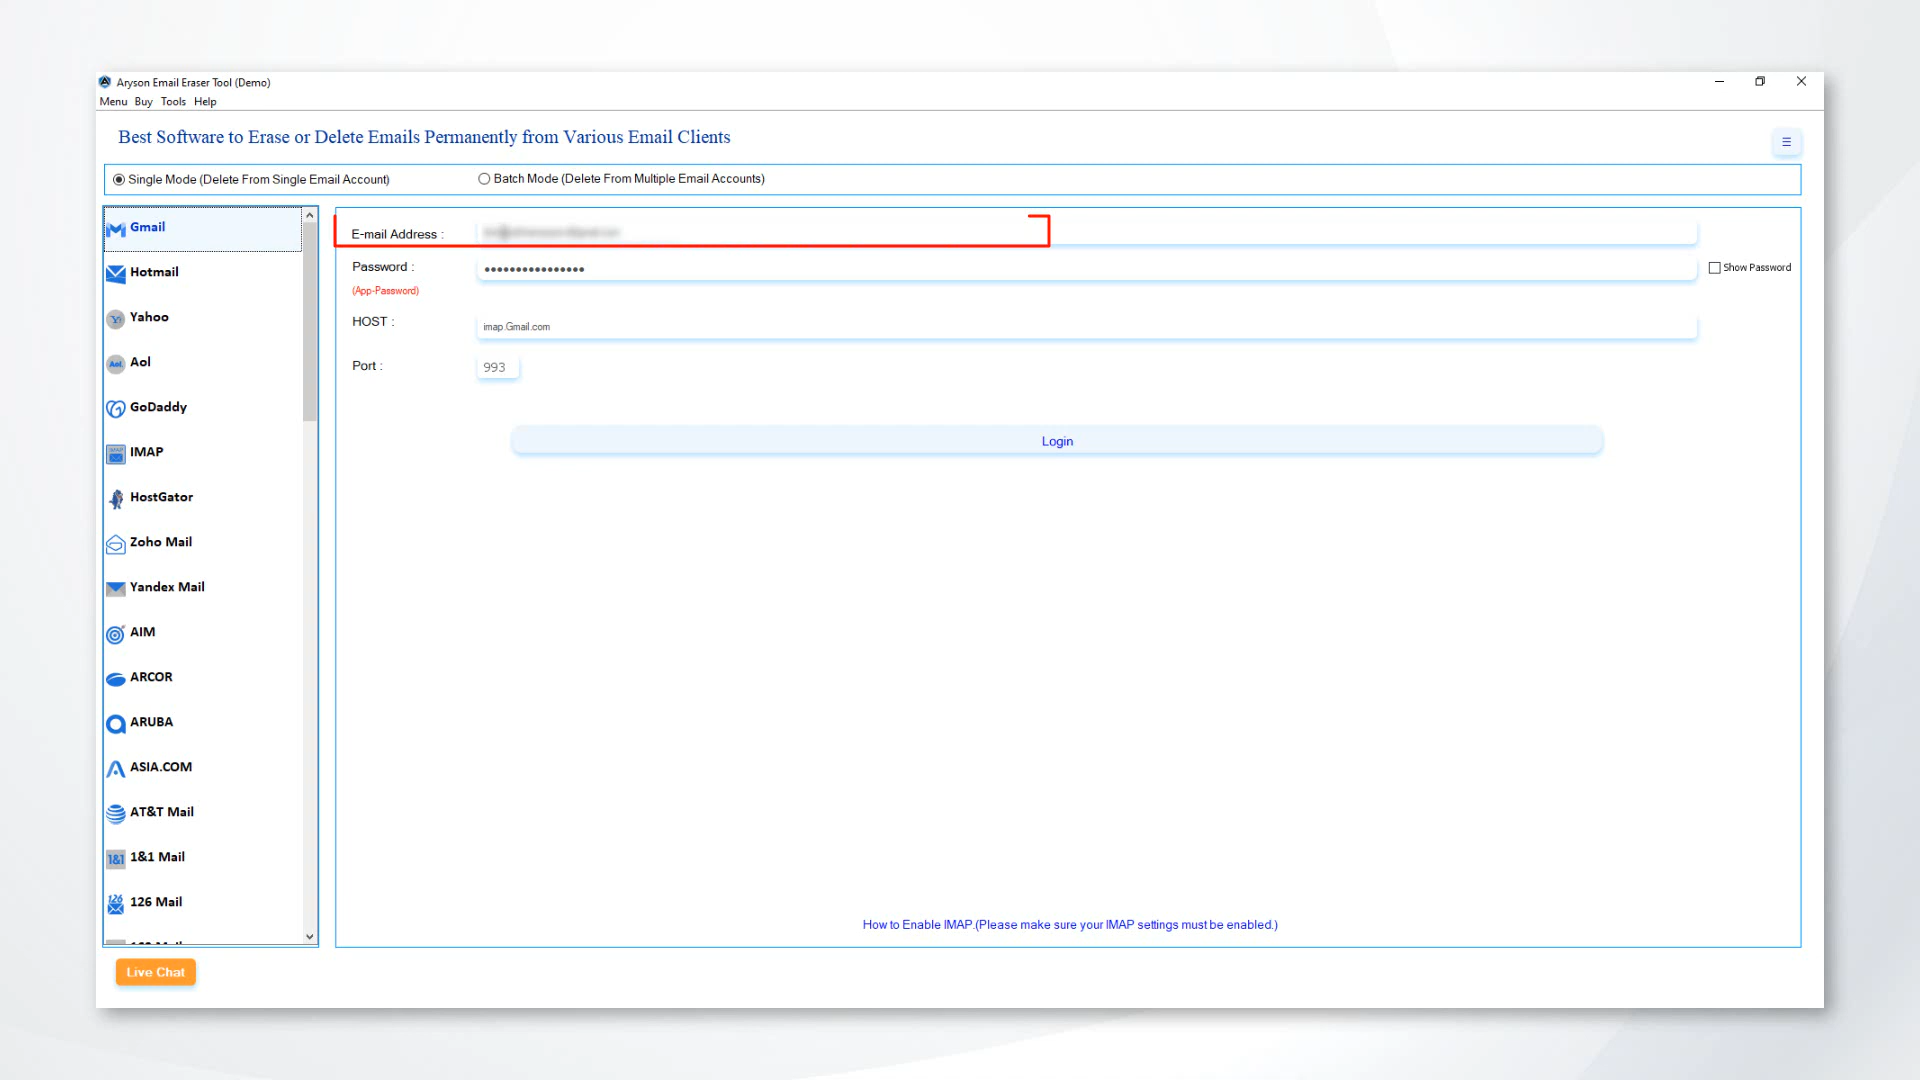 Aryson Email Eraser Tool (Demo)
Menu Buy Tools Help
Best Software to Erase or Delete Emails Permanently from Various Email Clients
Single Mode (Delete From Single Email Account)
Batch Mode (Delete From Multiple Email Accounts)
Gmail
Hotmail
Yahoo
Aol
GoDaddy
IMAP
HostGator
Zoho Mail
Yandex Mail
AIM
ARCOR
ARUBA
ASIA.COM
AT&T Mail
1&1 Mail
126 Mail
E-mail Address :
Password :
(App-Password)
Show Password
HOST :
imap.Gmail.com
Port :
993
Login
How to Enable IMAP.(Please make sure your IMAP settings must be enabled.)
Live Chat